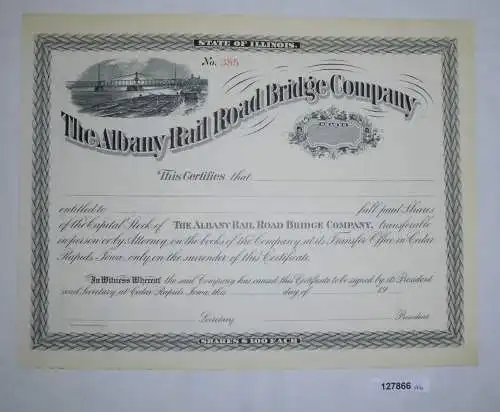 STATE OF ILLINOIS.
No. 385
The Albany Rail Road Bridge Company
SHARES
This Certifies that
entitled to full paid Shares
of the Capital Stock of THE ALBANY RAIL ROAD BRIDGE COMPANY, transferable
in person or by Attorney, on the books of the Company at its Transfer Office in Cedar
Rapids Iowa, only on the surrender of this Certificate.
In Witness Whereof the said Company has caused this Certificate to be signed by its President
and Secretary at Cedar Rapids Iowa, this day of 19
Secretary President
SHARES $100 EACH
127866